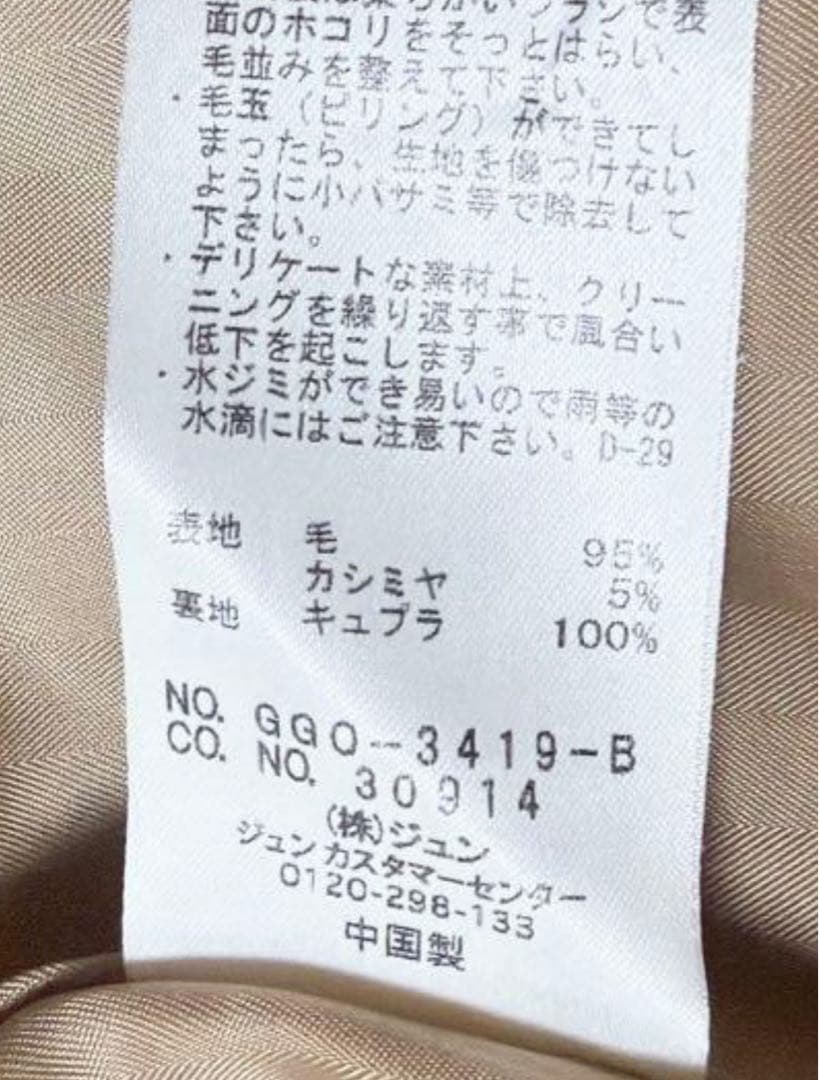 面のホコリをそっとはらい、
毛並みを整えて下さい。
・毛玉（ピリング）ができてし
まったら、生地を傷つけない
ように小バサミ等で除去して
下さい。
・デリケートな素材上、クリー
ニングを繰り返す事で風合い
低下を起こします。
・水ジミができ易いので雨等の
水滴にはご注意下さい。D-29
表地 毛 95%
カシミヤ 5%
裏地 キュプラ 100%
NO. GGO-3419-B
CO. NO. 30914
(株)ジュン
ジュンカスタマーセンター
0120-298-133
中国製